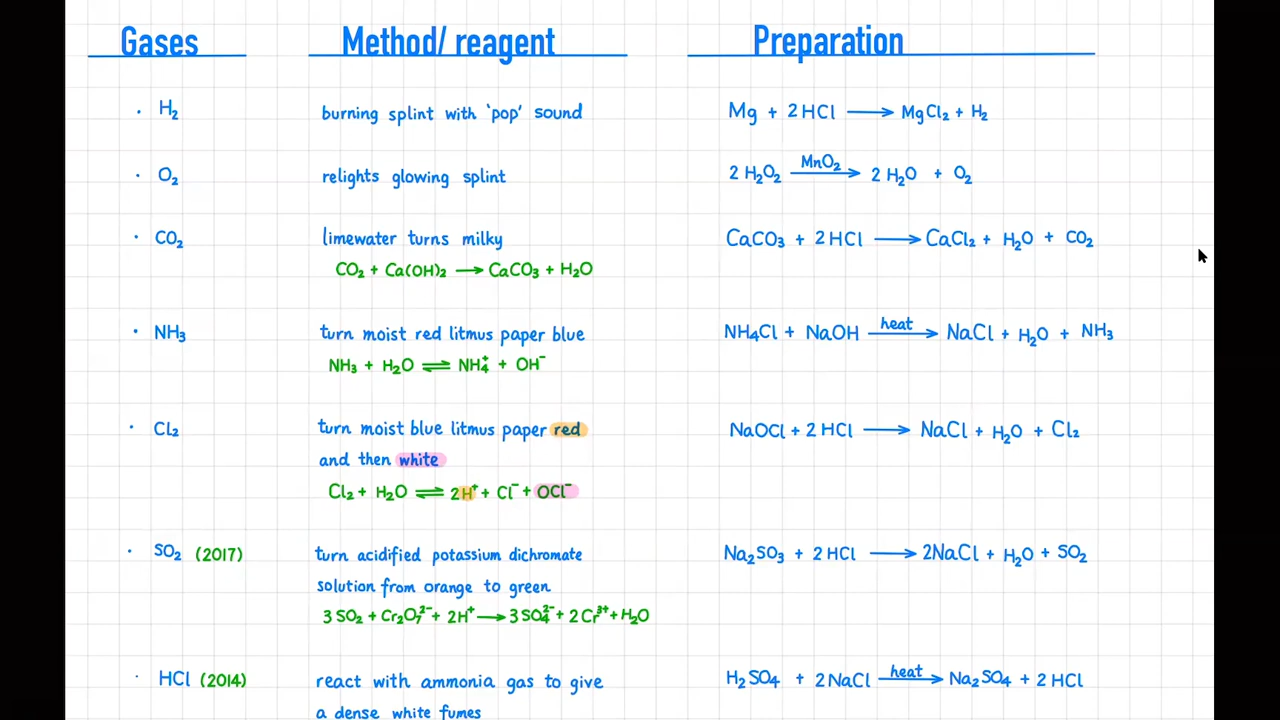 Gases Method/ reagent Preparation
· H₂ burning splint with ‘pop’ sound Mg + 2HCl ⟶ MgCl₂ + H₂
· O₂ relights glowing splint 2H₂O₂ —MnO₂→ 2H₂O + O₂
· CO₂ limewater turns milky CaCO₃ + 2HCl ⟶ CaCl₂ + H₂O + CO₂
CO₂ + Ca(OH)₂ ⟶ CaCO₃ + H₂O
· NH₃ turn moist red litmus paper blue NH₄Cl + NaOH —heat→ NaCl + H₂O + NH₃
NH₃ + H₂O ⇌ NH₄⁺ + OH⁻
· Cl₂ turn moist blue litmus paper red NaOCl + 2HCl ⟶ NaCl + H₂O + Cl₂
and then white
Cl₂ + H₂O ⇌ 2H⁺ + Cl⁻ + OCl⁻
· SO₂ (2017) turn acidified potassium dichromate Na₂SO₃ + 2HCl ⟶ 2NaCl + H₂O + SO₂
solution from orange to green
3SO₂ + Cr₂O₇²⁻ + 2H⁺ ⟶ 3SO₄²⁻ + 2Cr³⁺ + H₂O
· HCl (2014) react with ammonia gas to give H₂SO₄ + 2NaCl —heat→ Na₂SO₄ + 2HCl
a dense white fumes